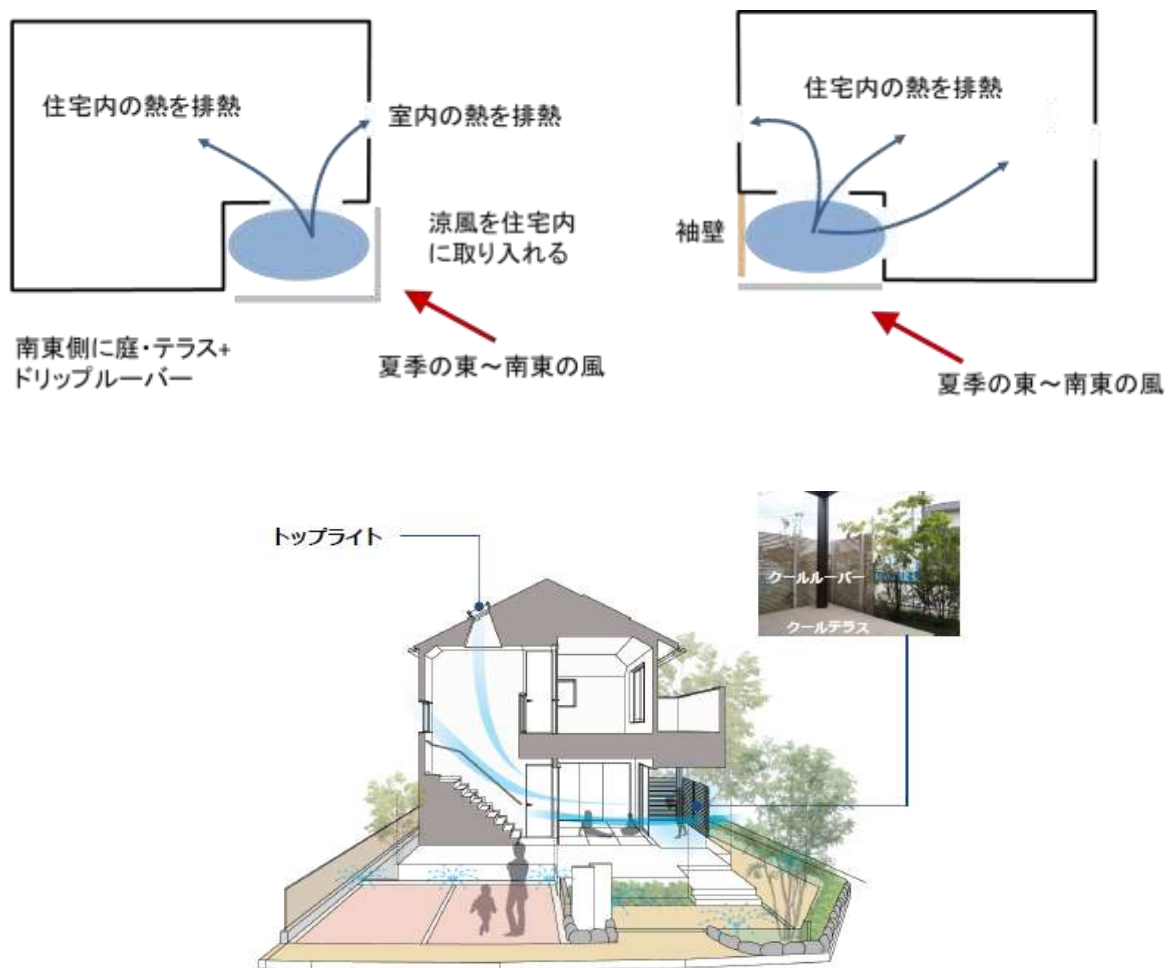 住宅内の熱を排熱
室内の熱を排熱
涼風を住宅内
に取り入れる
南東側に庭・テラス+
ドリップルーバー
夏季の東～南東の風
住宅内の熱を排熱
袖壁
夏季の東～南東の風
トップライト
クールルーバー
クールテラス